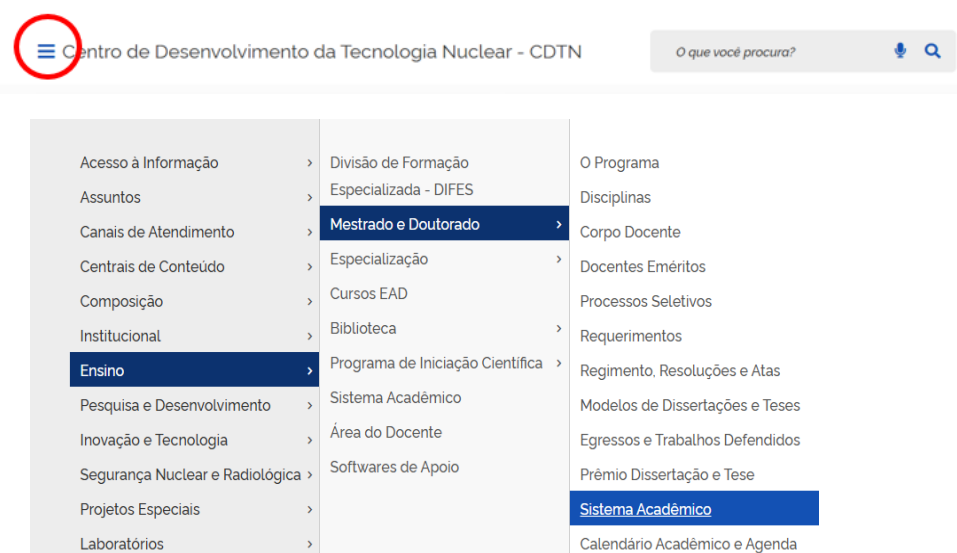 Centro de Desenvolvimento da Tecnologia Nuclear - CDTN
O que você procura?
Acesso à Informação
Assuntos
Canais de Atendimento
Centrais de Conteúdo
Composição
Institucional
Ensino
Pesquisa e Desenvolvimento
Inovação e Tecnologia
Segurança Nuclear e Radiológica
Projetos Especiais
Laboratórios
Divisão de Formação
Especializada - DIFES
Mestrado e Doutorado
Especialização
Cursos EAD
Biblioteca
Programa de Iniciação Científica
Sistema Acadêmico
Área do Docente
Softwares de Apoio
O Programa
Disciplinas
Corpo Docente
Docentes Eméritos
Processos Seletivos
Requerimentos
Regimento, Resoluções e Atas
Modelos de Dissertações e Teses
Egressos e Trabalhos Defendidos
Prêmio Dissertação e Tese
Sistema Acadêmico
Calendário Acadêmico e Agenda